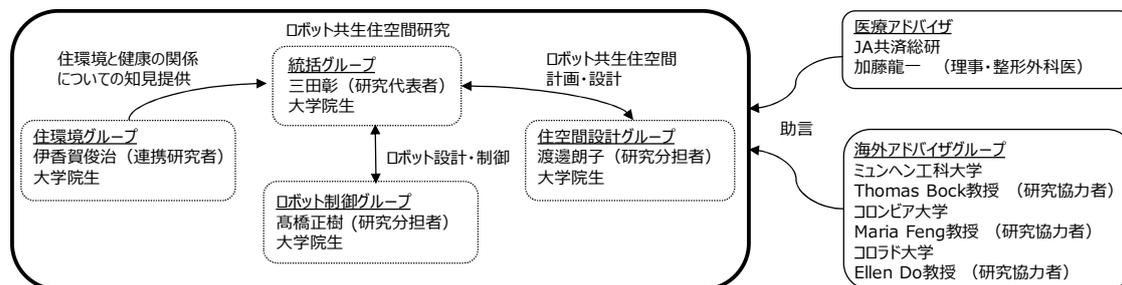 ロボット共生住空間研究
住環境と健康の関係
についての知見提供
統括グループ
三田彰（研究代表者）
大学院生
ロボット共生住空間
計画・設計
住環境グループ
伊香賀俊治（連携研究者）
大学院生
ロボット設計・制御
住空間設計グループ
渡邊朗子（研究分担者）
大学院生
ロボット制御グループ
髙橋正樹 (研究分担者）
大学院生
医療アドバイザ
JA共済総研
加藤龍一　（理事・整形外科医）
助言
海外アドバイザグループ
ミュンヘン工科大学
Thomas Bock教授　（研究協力者）
コロンビア大学
Maria Feng教授　（研究協力者）
コロラド大学
Ellen Do教授　（研究協力者）